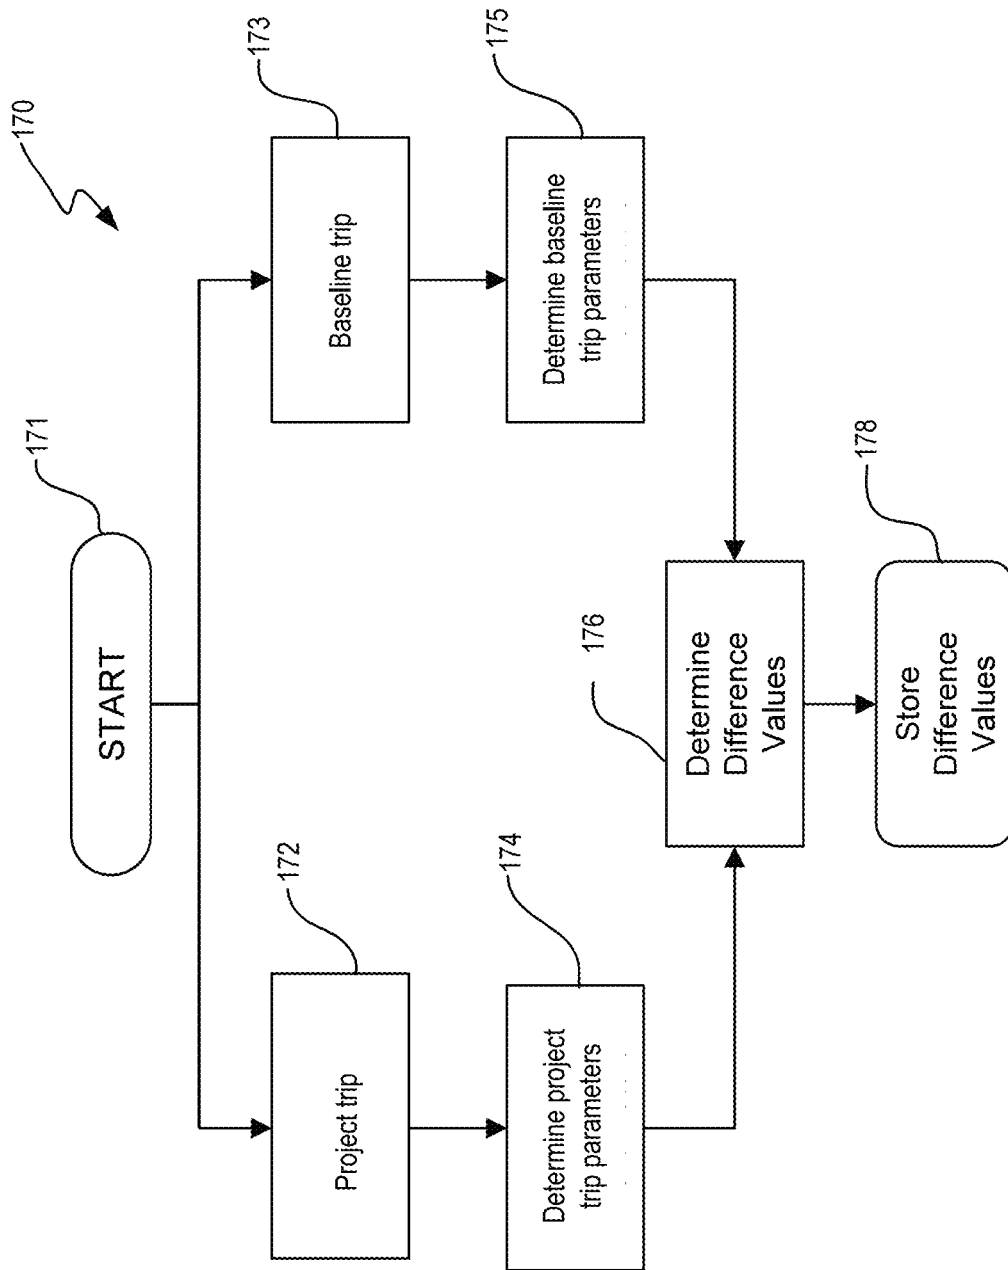 170
START
171
Project trip
172
Baseline trip
173
Determine project
trip parameters
174
Determine baseline
trip parameters
175
Determine
Difference
Values
176
Store
Difference
Values
178